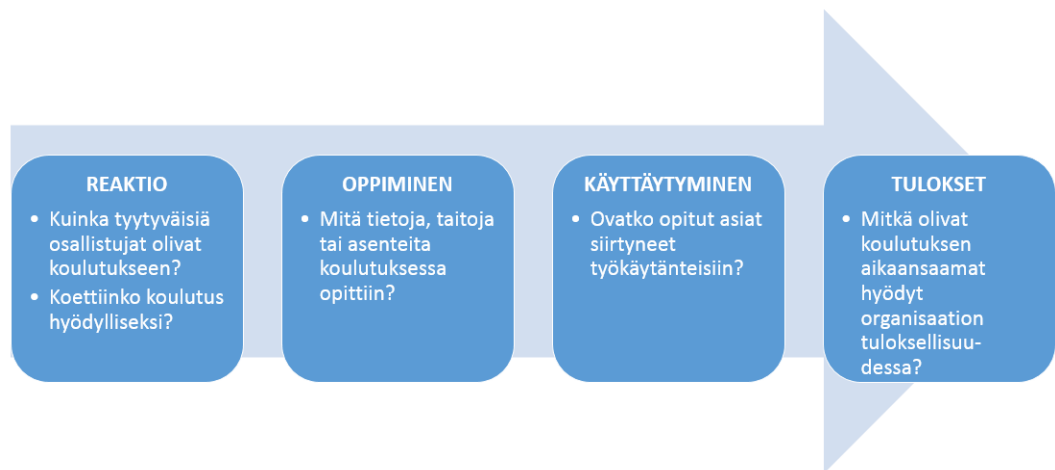 REAKTIO
• Kuinka tyytyväisiä
osallistujat olivat
koulutukseen?
• Koettiinko koulutus
hyödylliseksi?
OPPIMINEN
• Mitä tietoja, taitoja
tai asenteita
koulutuksessa
opittiin?
KÄYTTÄYTYMINEN
• Ovatko opitut asiat
siirtyneet
työkäytänteisiin?
TULOKSET
• Mitkä olivat
koulutuksen
aikaansaamat
hyödyt
organisaation
tuloksellisuu-
dessa?